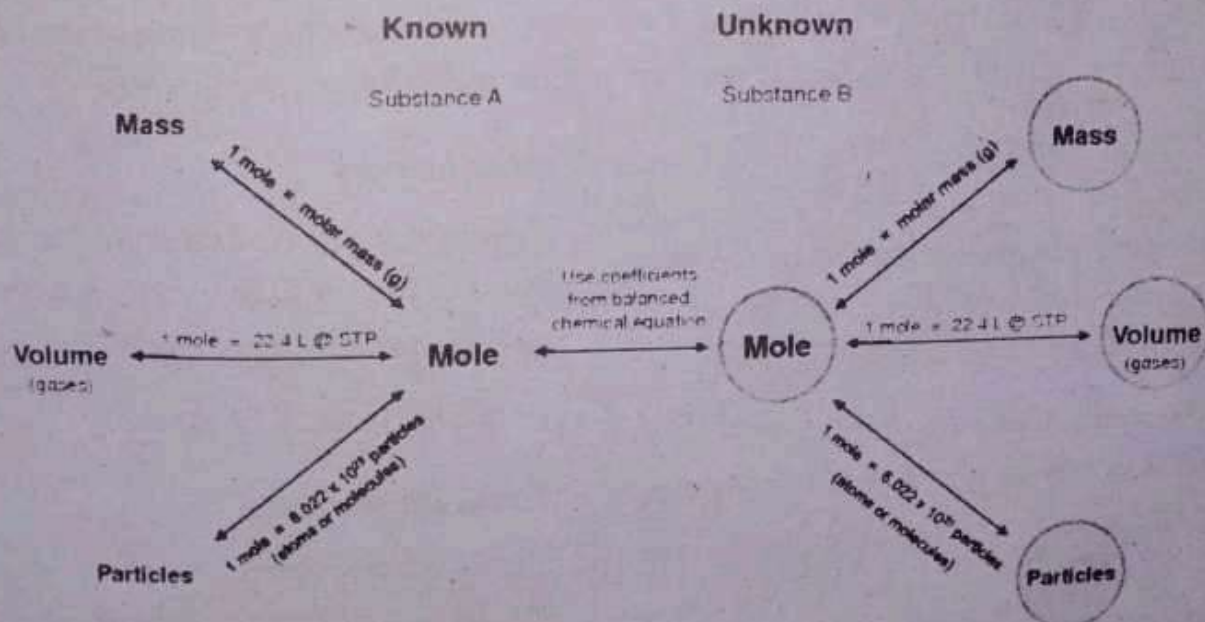 Known
Unknown
Substance A
Substance B
Mass
Mass
1 mole = molar mass (g)
1 mole = molar mass (g)
Use coefficients
from balanced
chemical equation
Volume
(gases)
1 mole = 22.4 L @ STP
Mole
Mole
1 mole = 22.4 L @ STP
Volume
(gases)
1 mole = 6.022 x 10²³ particles
(atoms or molecules)
1 mole = 6.022 x 10²³ particles
(atoms or molecules)
Particles
Particles